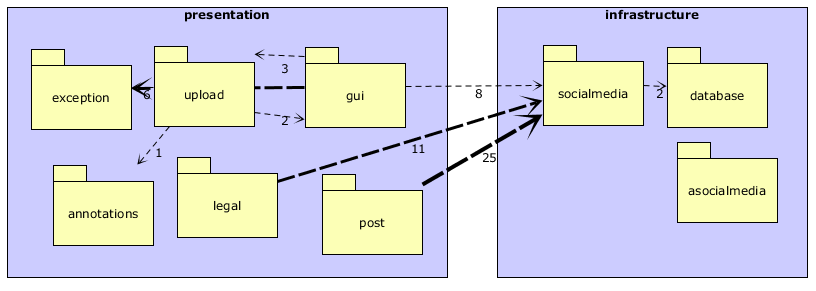 presentation
infrastructure
exception
upload
gui
socialmedia
database
6
3
2
8
2
1
11
25
annotations
legal
post
asocialmedia